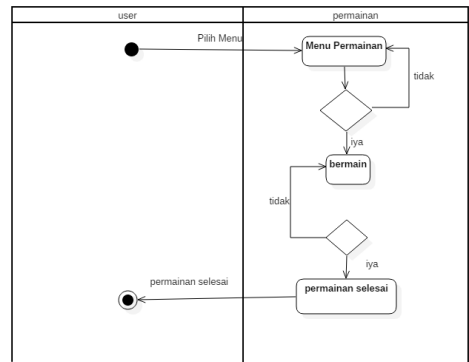 user
permainan
Pilih Menu
Menu Permainan
tidak
iya
bermain
tidak
iya
permainan selesai
permainan selesai